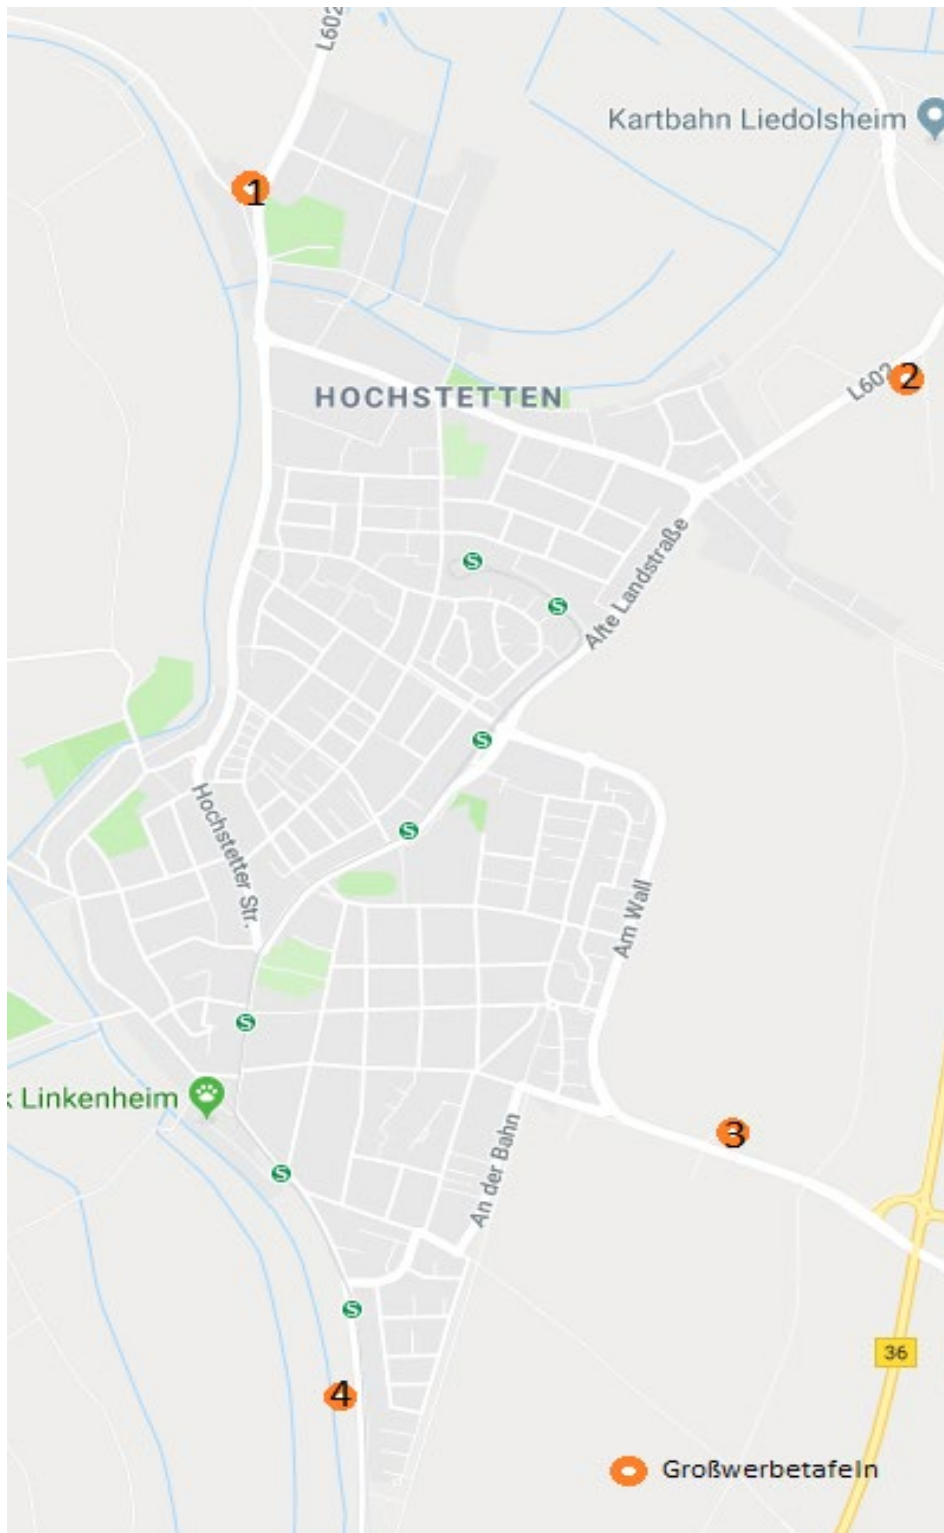 L602
Kartbahn Liedolsheim
1
L602
2
HOCHSTETTEN
S
S
Alte Landstraße
S
Hochstetter Str.
S
Am Wall
S
k Linkenheim
An der Bahn
3
S
S
36
4
Großwerbetafeln